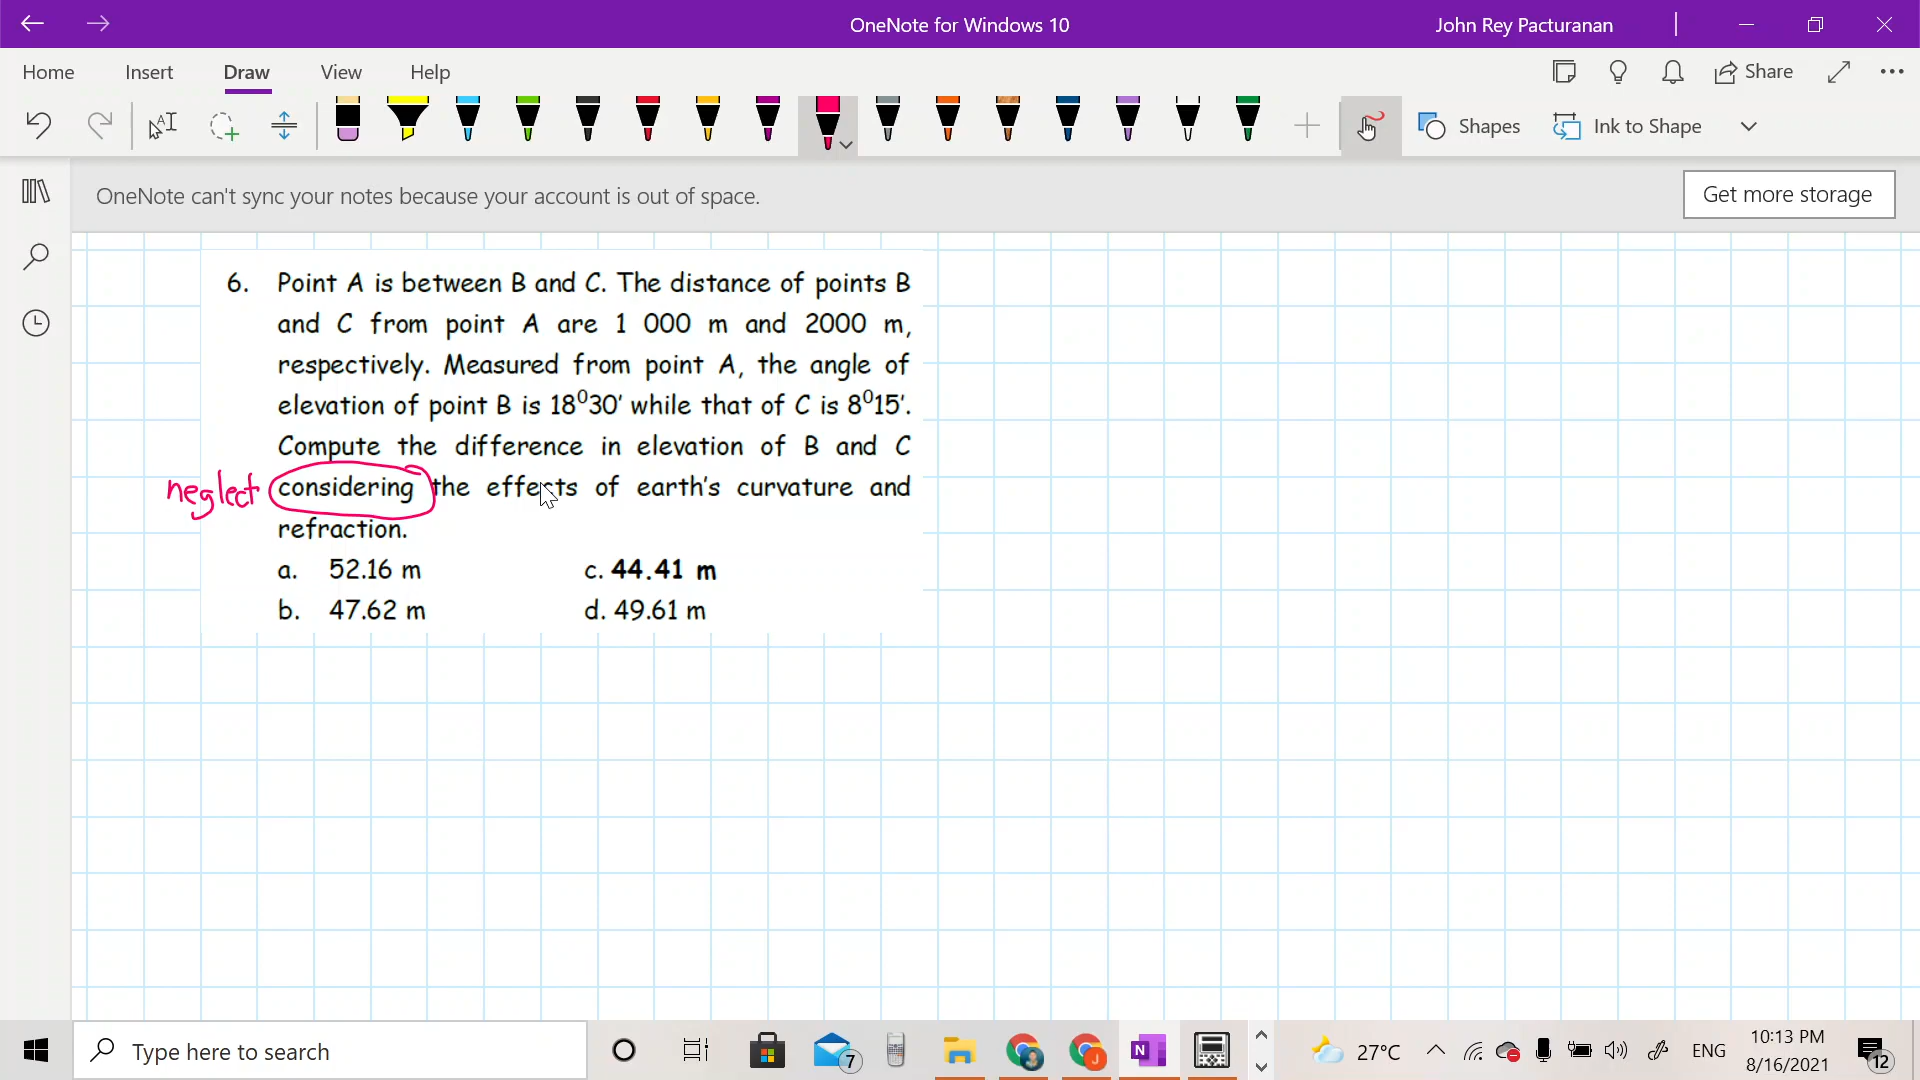 OneNote for Windows 10
John Rey Pacturanan
Home Insert Draw View Help
Share
Shapes
Ink to Shape
OneNote can't sync your notes because your account is out of space.
Get more storage
6. Point A is between B and C. The distance of points B
and C from point A are 1 000 m and 2000 m,
respectively. Measured from point A, the angle of
elevation of point B is 18⁰30' while that of C is 8⁰15'.
Compute the difference in elevation of B and C
neglect considering the effects of earth's curvature and
refraction.
a. 52.16 m c. 44.41 m
b. 47.62 m d. 49.61 m
Type here to search
7
J
N
27°C
ENG
10:13 PM
8/16/2021
12